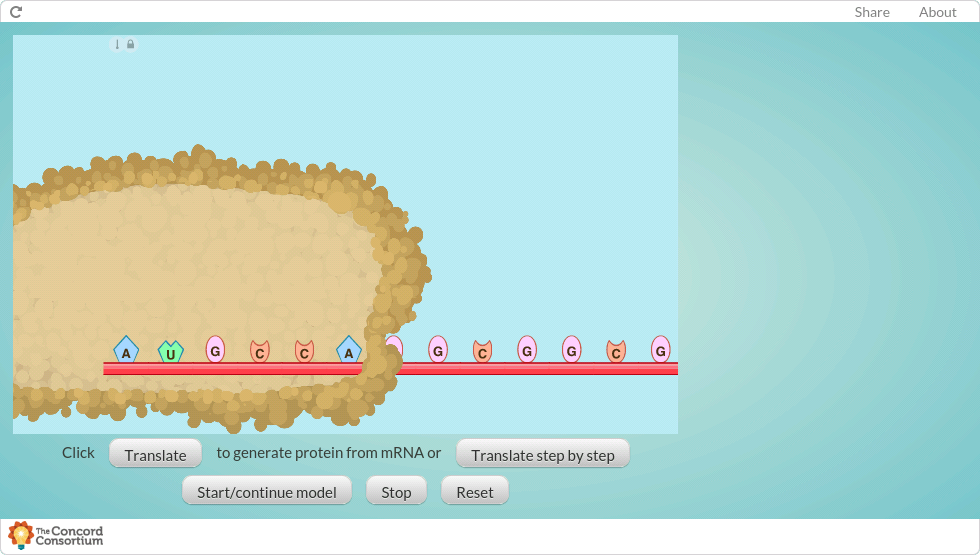 Share About
A U G C C A G C G G C G
Click Translate to generate protein from mRNA or Translate step by step
Start/continue model Stop Reset
The Concord
Consortium